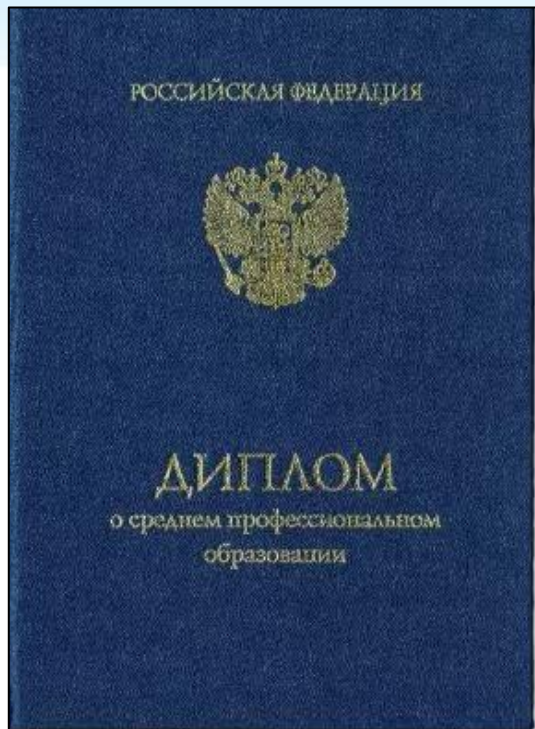 РОССИЙСКАЯ ФЕДЕРАЦИЯ
ДИПЛОМ
о среднем профессиональном
образовании